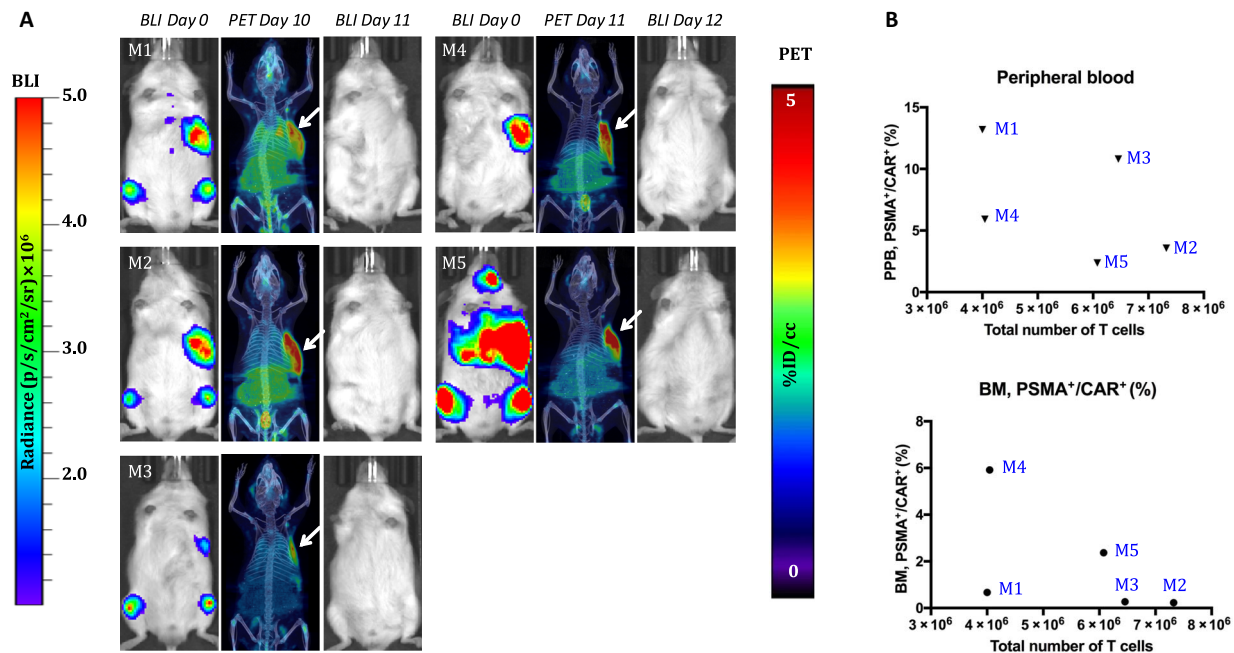 A
BLI Day 0
PET Day 10
BLI Day 11
BLI Day 0
PET Day 11
BLI Day 12
BLI
5.0
4.0
3.0
2.0
Radiance (p/s/cm²/sr)×10⁶
M1
M4
M2
M5
M3
PET
5
%ID/cc
0
B
Peripheral blood
PPB, PSMA⁺/CAR⁺ (%)
15
10
5
0
M1
M3
M4
M5
M2
3 × 10⁶ 4 × 10⁶ 5 × 10⁶ 6 × 10⁶ 7 × 10⁶ 8 × 10⁶
Total number of T cells
BM, PSMA⁺/CAR⁺ (%)
BM, PSMA⁺/CAR⁺ (%)
8
6
4
2
0
M4
M5
M1
M3
M2
3 × 10⁶ 4 × 10⁶ 5 × 10⁶ 6 × 10⁶ 7 × 10⁶ 8 × 10⁶
Total number of T cells